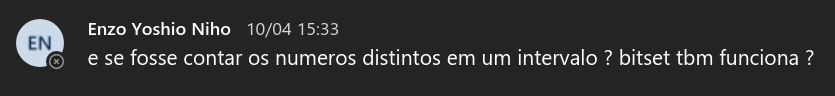 EN
Enzo Yoshio Niho 10/04 15:33
e se fosse contar os numeros distintos em um intervalo ? bitset tbm funciona ?